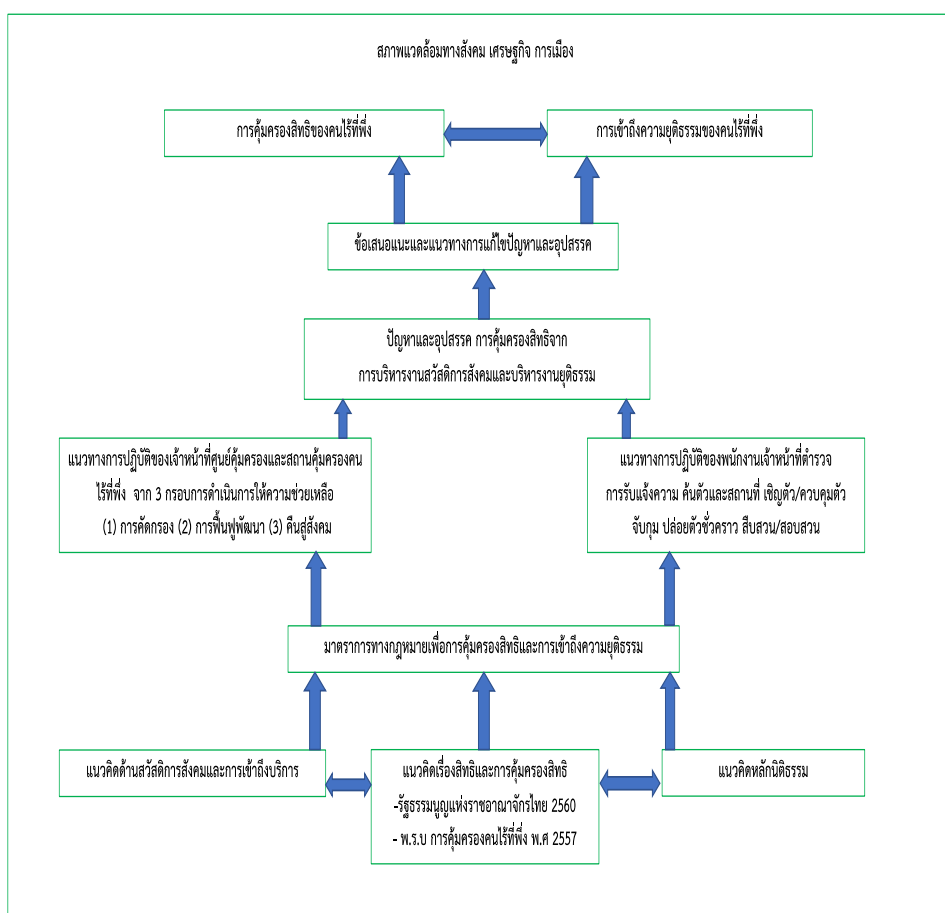 สภาพแวดล้อมทางสังคม เศรษฐกิจ การเมือง
การคุ้มครองสิทธิของคนไร้ที่พึ่ง
การเข้าถึงความยุติธรรมของคนไร้ที่พึ่ง
ข้อเสนอแนะและแนวทางการแก้ไขปัญหาและอุปสรรค
ปัญหาและอุปสรรค การคุ้มครองสิทธิจาก
การบริหารงานสวัสดิการสังคมและบริหารงานยุติธรรม
แนวทางการปฏิบัติของเจ้าหน้าที่ศูนย์คุ้มครองและสถานคุ้มครองคน
ไร้ที่พึ่ง จาก 3 กรอบการดำเนินการให้ความช่วยเหลือ
(1) การคัดกรอง (2) การฟื้นฟูพัฒนา (3) คืนสู่สังคม
แนวทางการปฏิบัติของพนักงานเจ้าหน้าที่ตำรวจ
การรับแจ้งความ ค้นตัวและสถานที่ เชิญตัว/ควบคุมตัว
จับกุม ปล่อยตัวชั่วคราว สืบสวน/สอบสวน
มาตราการทางกฎหมายเพื่อการคุ้มครองสิทธิและการเข้าถึงความยุติธรรม
แนวคิดด้านสวัสดิการสังคมและการเข้าถึงบริการ
แนวคิดเรื่องสิทธิและการคุ้มครองสิทธิ
-รัฐธรรมนูญแห่งราชอาณาจักรไทย 2560
- พ.ร.บ การคุ้มครองคนไร้ที่พึ่ง พ.ศ 2557
แนวคิดหลักนิติธรรม